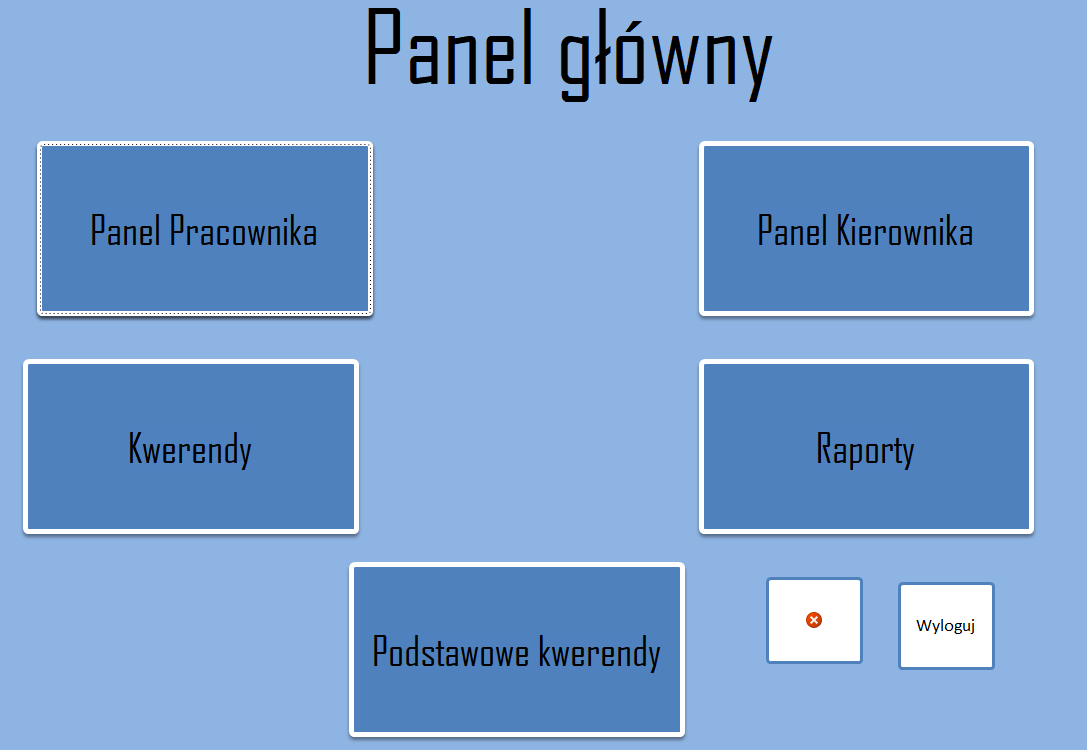 Panel główny
Panel Pracownika
Panel Kierownika
Kwerendy
Raporty
Podstawowe kwerendy
Wyloguj